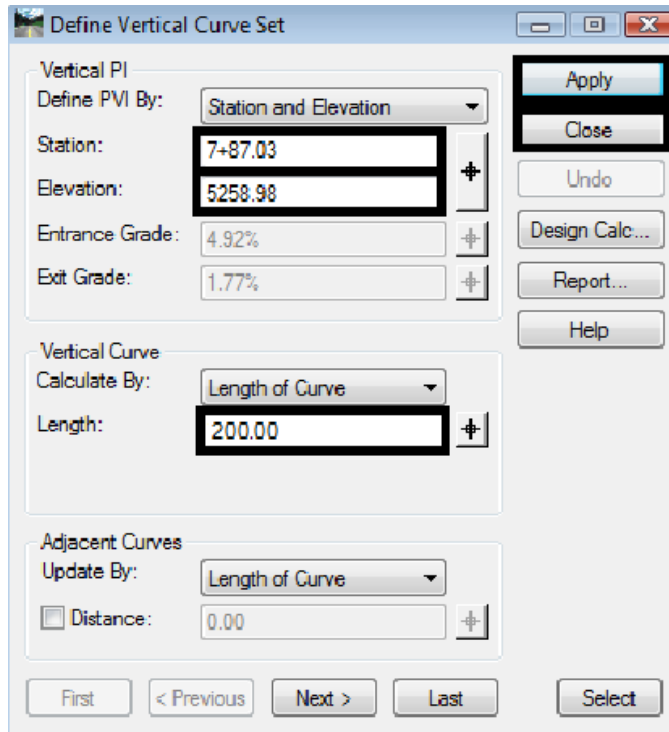 Define Vertical Curve Set
Vertical PI
Define PVI By: Station and Elevation
Station: 7+87.03
Elevation: 5258.98
Entrance Grade: 4.92%
Exit Grade: 1.77%
Vertical Curve
Calculate By: Length of Curve
Length: 200.00
Adjacent Curves
Update By: Length of Curve
Distance: 0.00
First < Previous Next > Last Select
Apply
Close
Undo
Design Calc...
Report...
Help